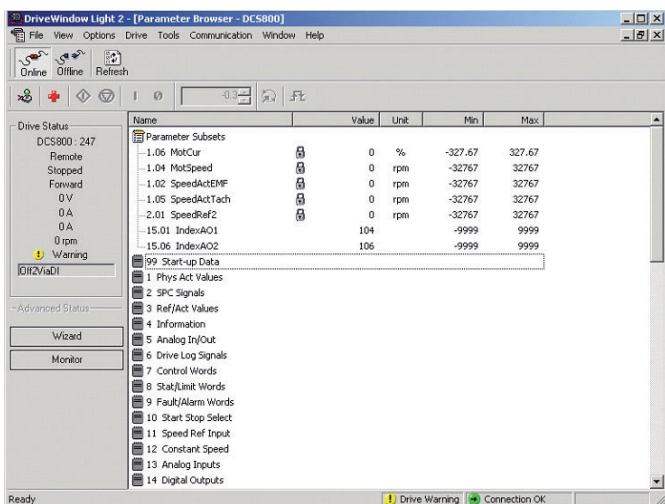 DriveWindow Light 2 - [Parameter Browser - DCS800]
File View Options Drive Tools Communication Window Help
Online Offline Refresh
-0.3
Drive Status
DCS800 : 247
Remote
Stopped
Forward
0 V
0 A
0 A
0 rpm
Warning
Off2ViaDI
Advanced Status
Wizard
Monitor
Name Value Unit Min Max
Parameter Subsets
1.06 MotCur 0 % -327.67 327.67
1.04 MotSpeed 0 rpm -32767 32767
1.02 SpeedActEMF 0 rpm -32767 32767
1.05 SpeedActTach 0 rpm -32767 32767
2.01 SpeedRef2 0 rpm -32767 32767
15.01 IndexAO1 104 -9999 9999
15.06 IndexAO2 106 -9999 9999
99 Start-up Data
1 Phys Act Values
2 SPC Signals
3 Ref/Act Values
4 Information
5 Analog In/Out
6 Drive Log Signals
7 Control Words
8 Stat/Limit Words
9 Fault/Alarm Words
10 Start Stop Select
11 Speed Ref Input
12 Constant Speed
13 Analog Inputs
14 Digital Outputs
Ready Drive Warning Connection OK